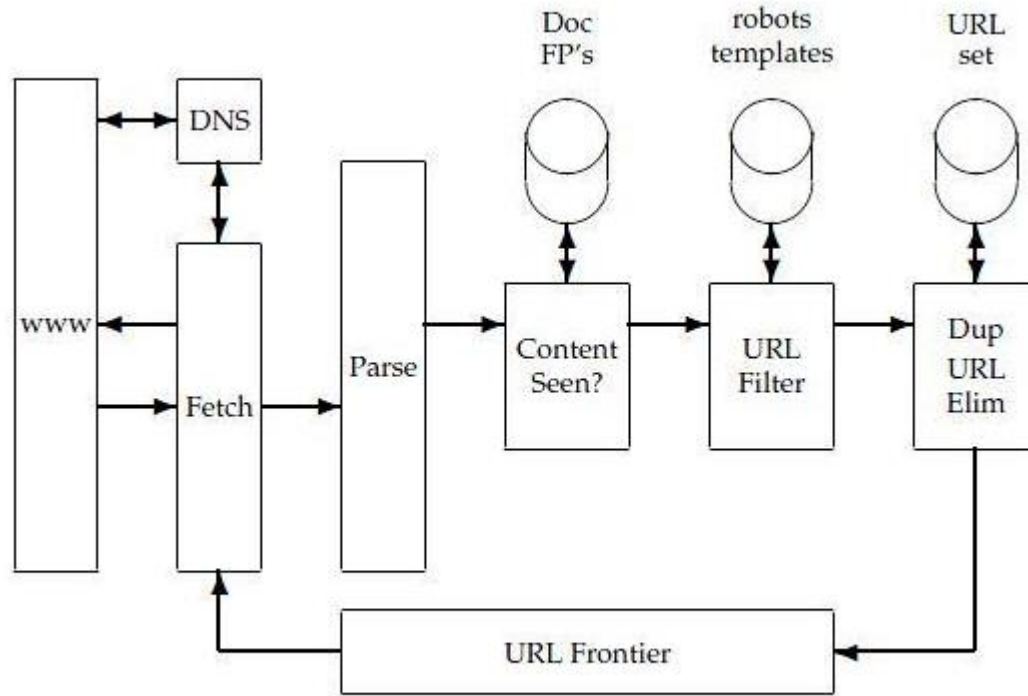 Doc
FP's
robots
templates
URL
set
DNS
www
Fetch
Parse
Content
Seen?
URL
Filter
Dup
URL
Elim
URL Frontier